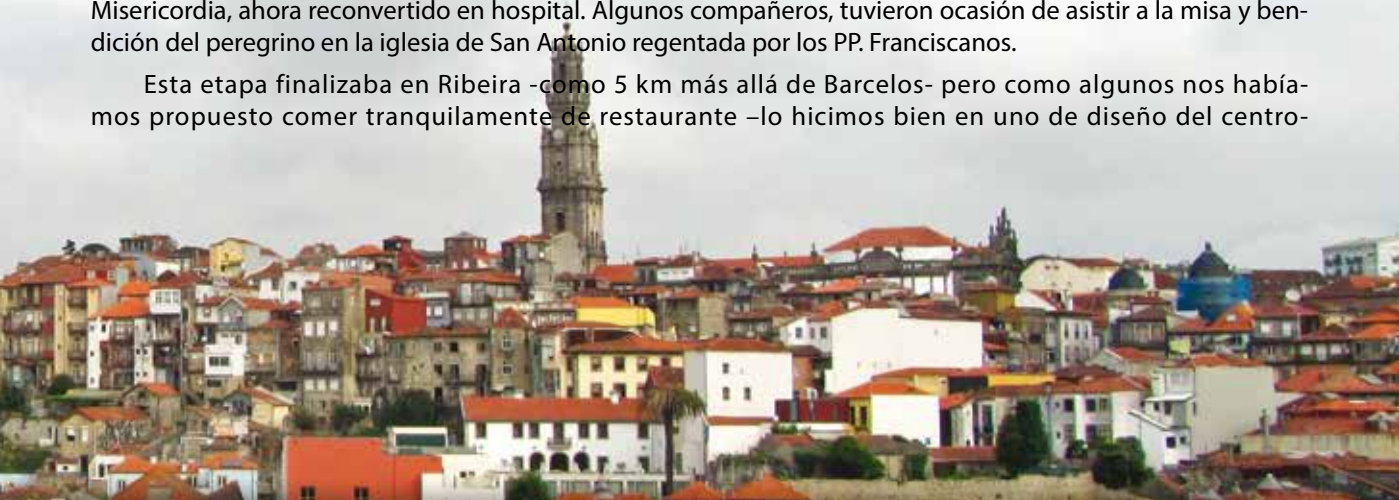 Misericordia, ahora reconvertido en hospital. Algunos compañeros, tuvieron ocasión de asistir a la misa y ben-
dición del peregrino en la iglesia de San Antonio regentada por los PP. Franciscanos.
Esta etapa finalizaba en Ribeira -como 5 km más allá de Barcelos- pero como algunos nos había-
mos propuesto comer tranquilamente de restaurante –lo hicimos bien en uno de diseño del centro-